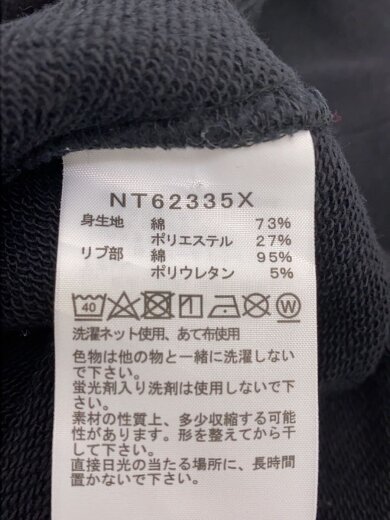 NT62335X
身生地 綿 73%
ポリエステル 27%
リブ部 綿 95%
ポリウレタン 5%
40 W
洗濯ネット使用、あて布使用
色物は他の物と一緒に洗濯しない
で下さい。
蛍光剤入り洗剤は使用しないで下
さい。
素材の性質上、多少収縮する可能
性があります。形を整えてから干
して下さい。
直接日光の当たる場所に、長時間
置かないで下さい。